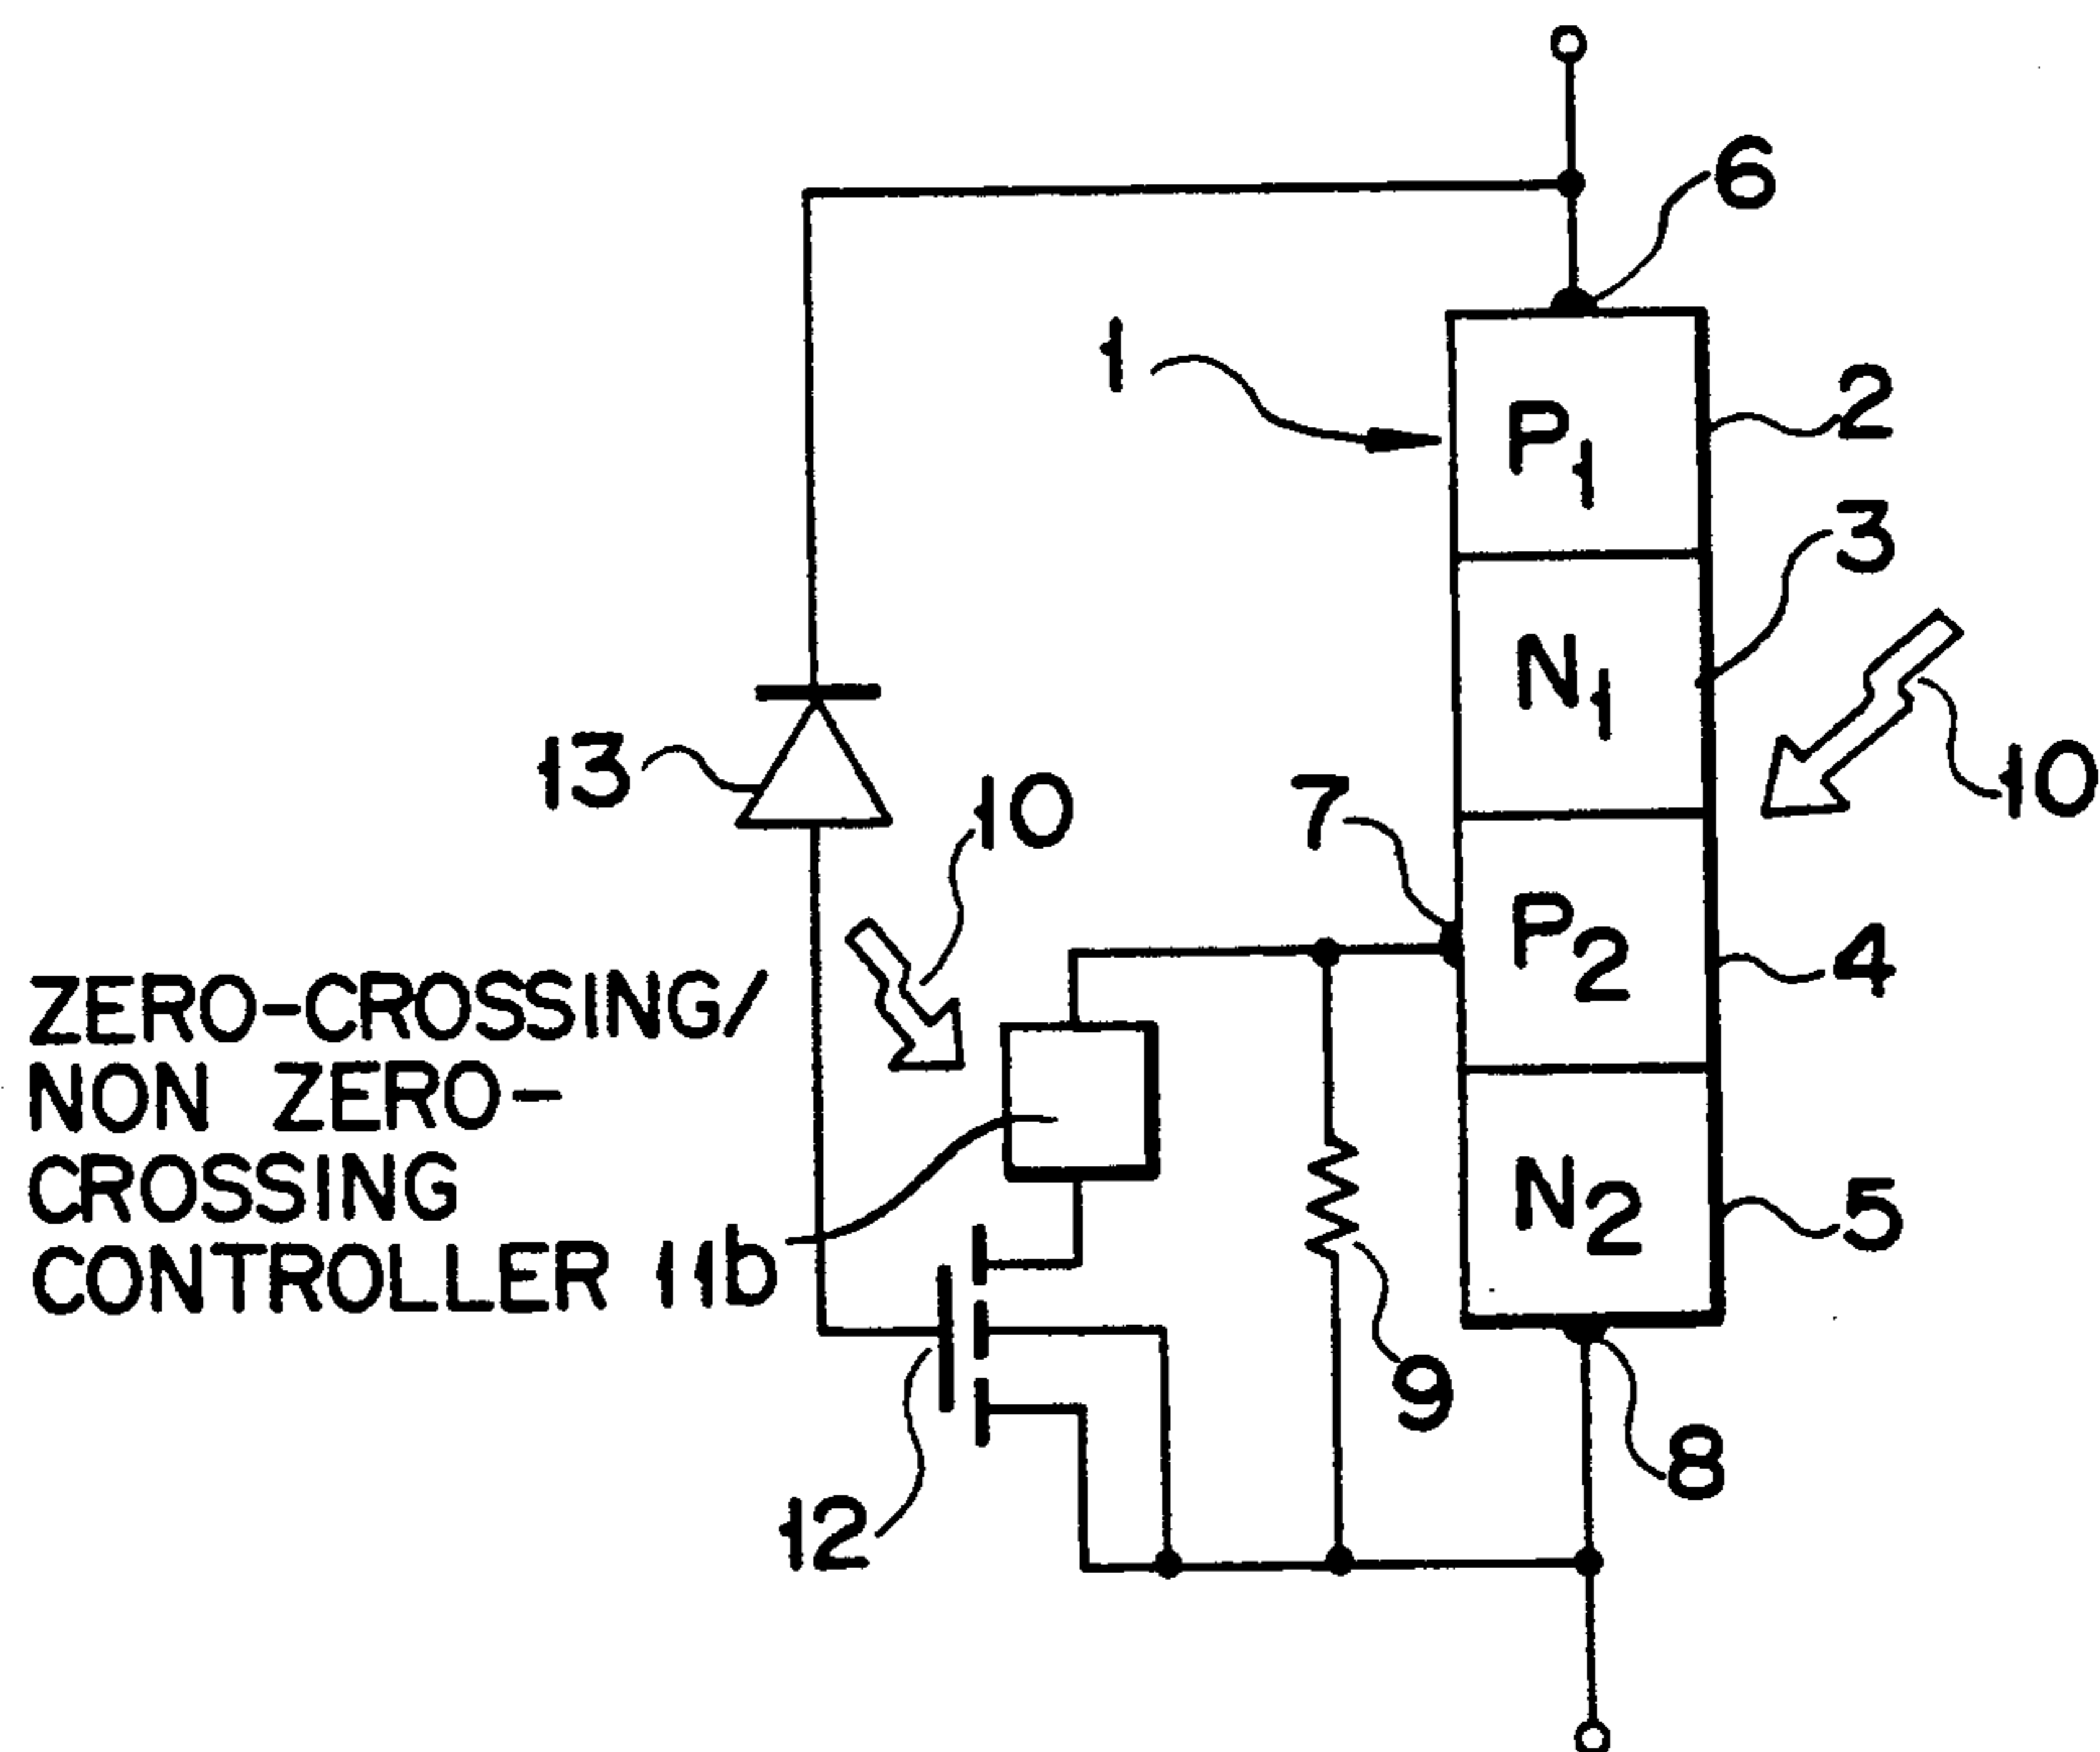 6
1
2
P1
3
N1
10
13
10
7
P2
4
ZERO-CROSSING/
NON ZERO-
CROSSING
CONTROLLER 11b
N2
5
9
8
12